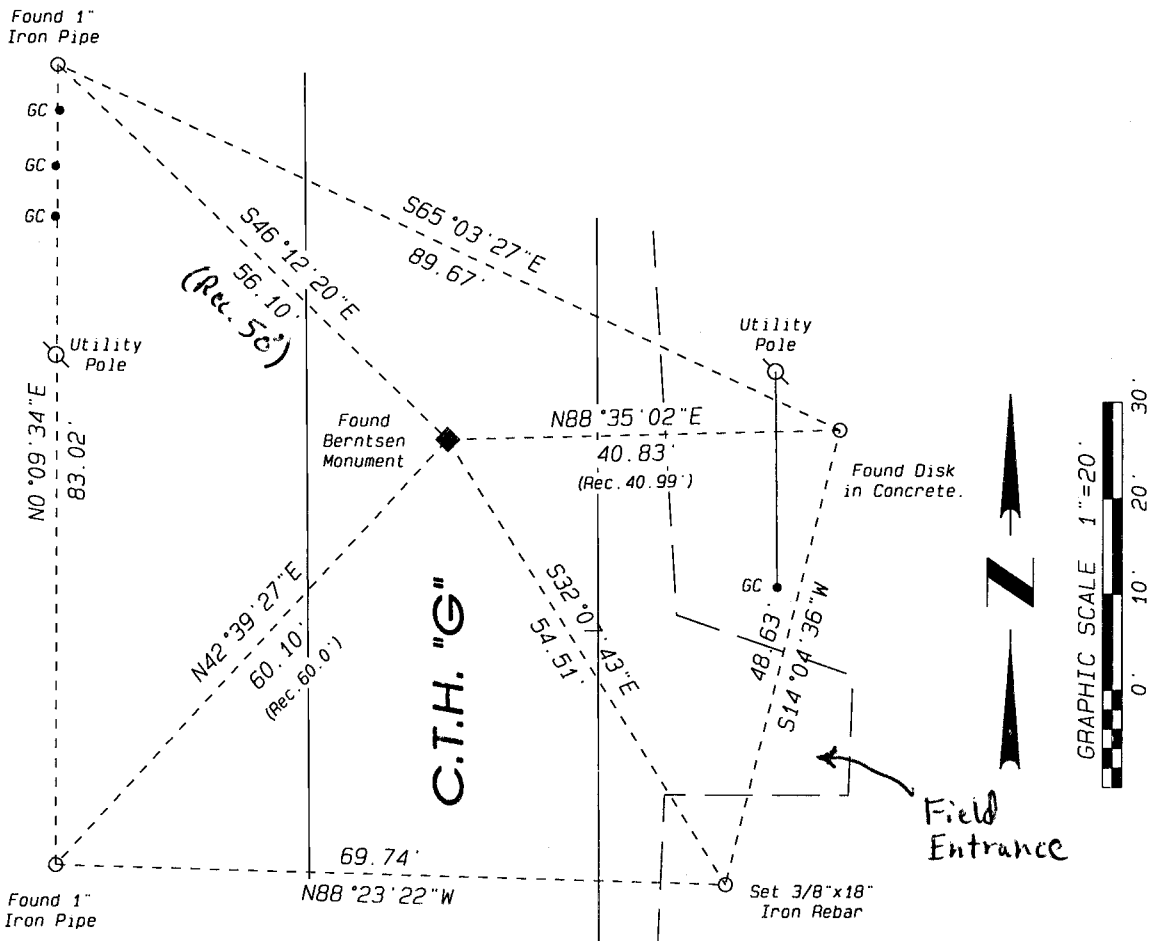 Found 1"
Iron Pipe
GC
GC
GC
S46°12'20"E
56.10'
(Rec. 50')
S65°03'27"E
89.67'
Utility
Pole
Utility
Pole
N0°09'34"E
83.02'
Found
Berntsen
Monument
N88°35'02"E
40.83'
(Rec.40.99')
Found Disk
in Concrete.
GC
N42°39'27"E
60.10'
(Rec.60.0')
C.T.H. "G"
54.51'
48.63'
S14°04'36"W
GRAPHIC SCALE 1"=20'
30'
20'
10'
0'
N
Field
Entrance
69.74'
N88°23'22"W
Found 1"
Iron Pipe
Set 3/8"x18"
Iron Rebar